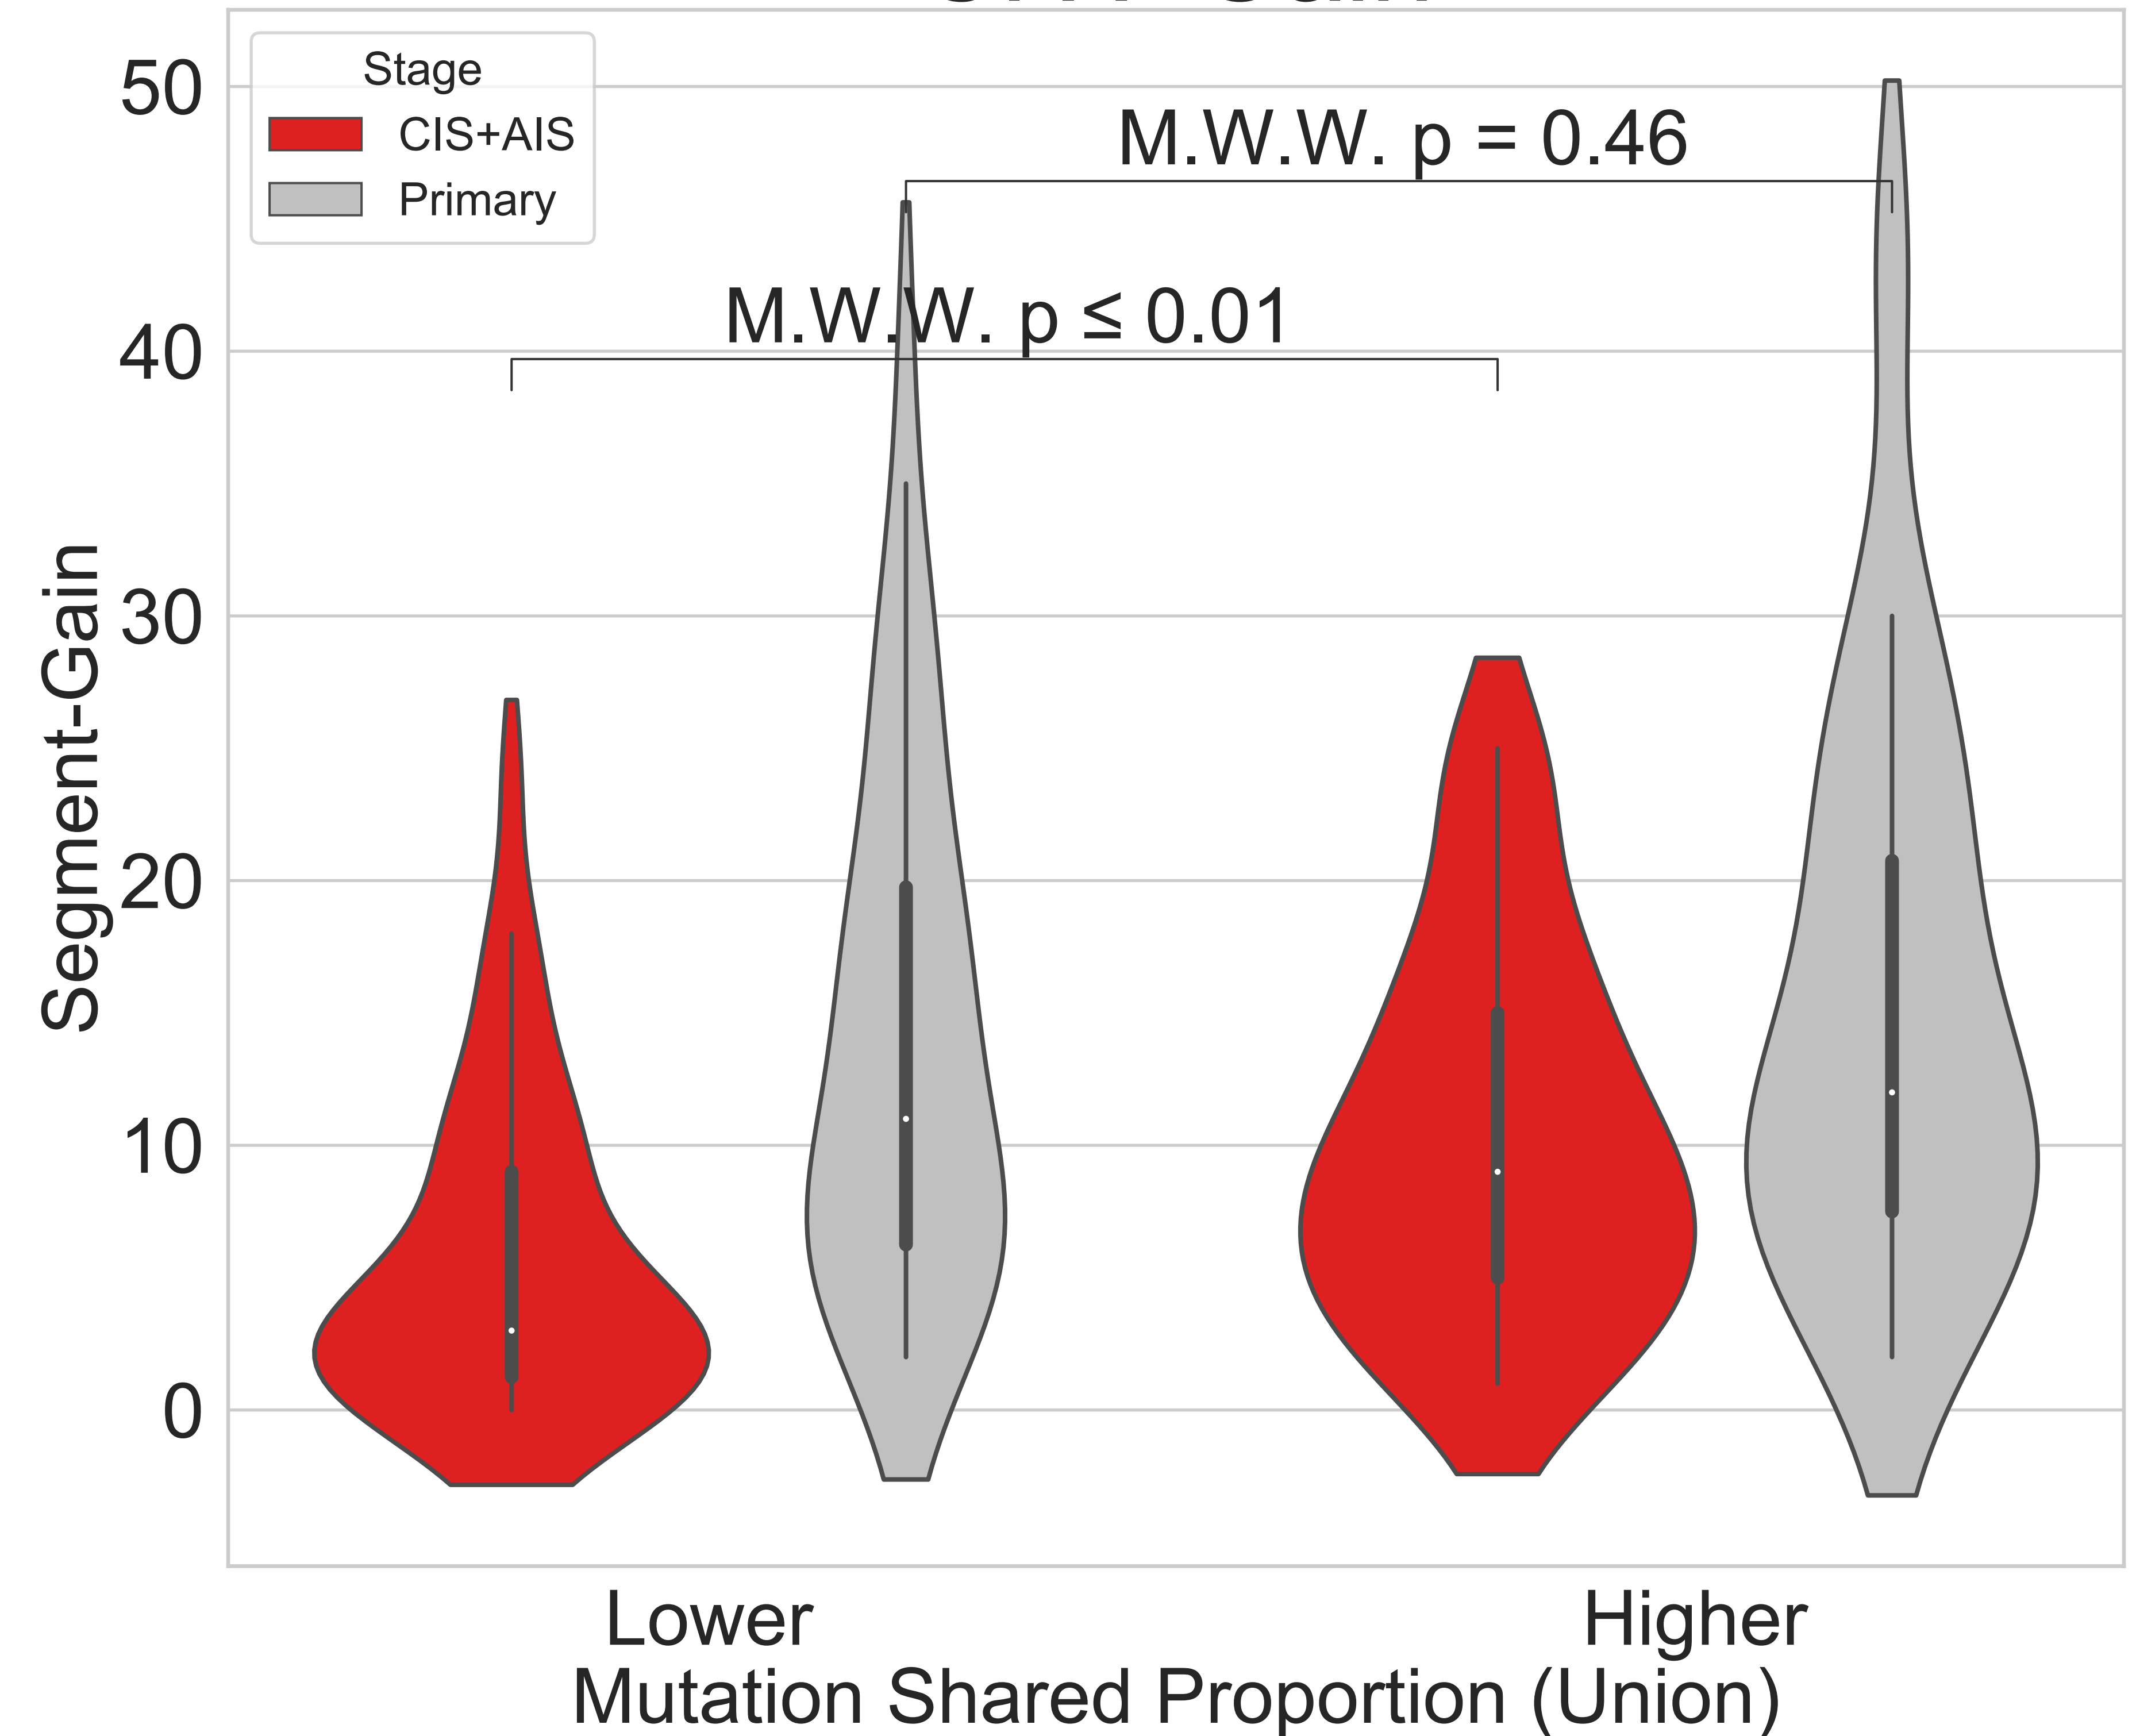 50
40
30
20
10
0
Segment-Gain
Stage
CIS+AIS
Primary
M.W.W. p = 0.46
M.W.W. p ≤ 0.01
Lower
Higher
Mutation Shared Proportion (Union)